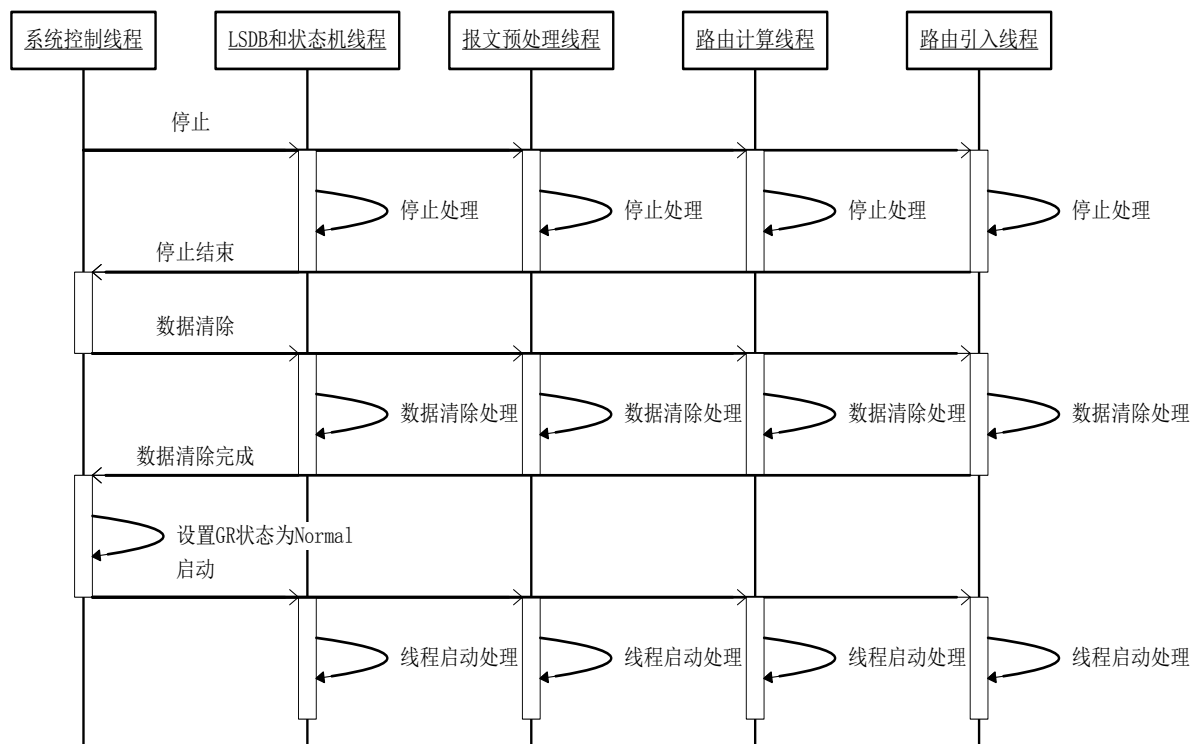 系统控制线程
LSDB和状态机线程
报文预处理线程
路由计算线程
路由引入线程
停止
停止处理
停止处理
停止处理
停止处理
停止结束
数据清除
数据清除处理
数据清除处理
数据清除处理
数据清除处理
数据清除完成
设置GR状态为Normal
启动
线程启动处理
线程启动处理
线程启动处理
线程启动处理